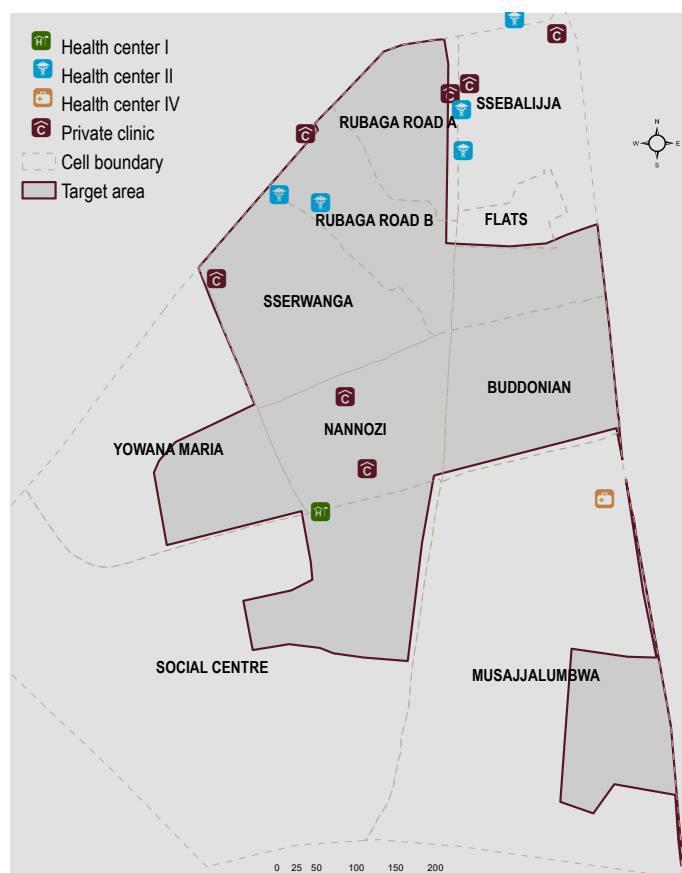 Health center I
Health center II
Health center IV
Private clinic
Cell boundary
Target area
SSEBALIJJA
RUBAGA ROAD A
N
W E
S
RUBAGA ROAD B
FLATS
SSERWANGA
BUDDONIAN
NANNOZI
YOWANA MARIA
SOCIAL CENTRE
MUSAJJALUMBWA
0 25 50 100 150 200